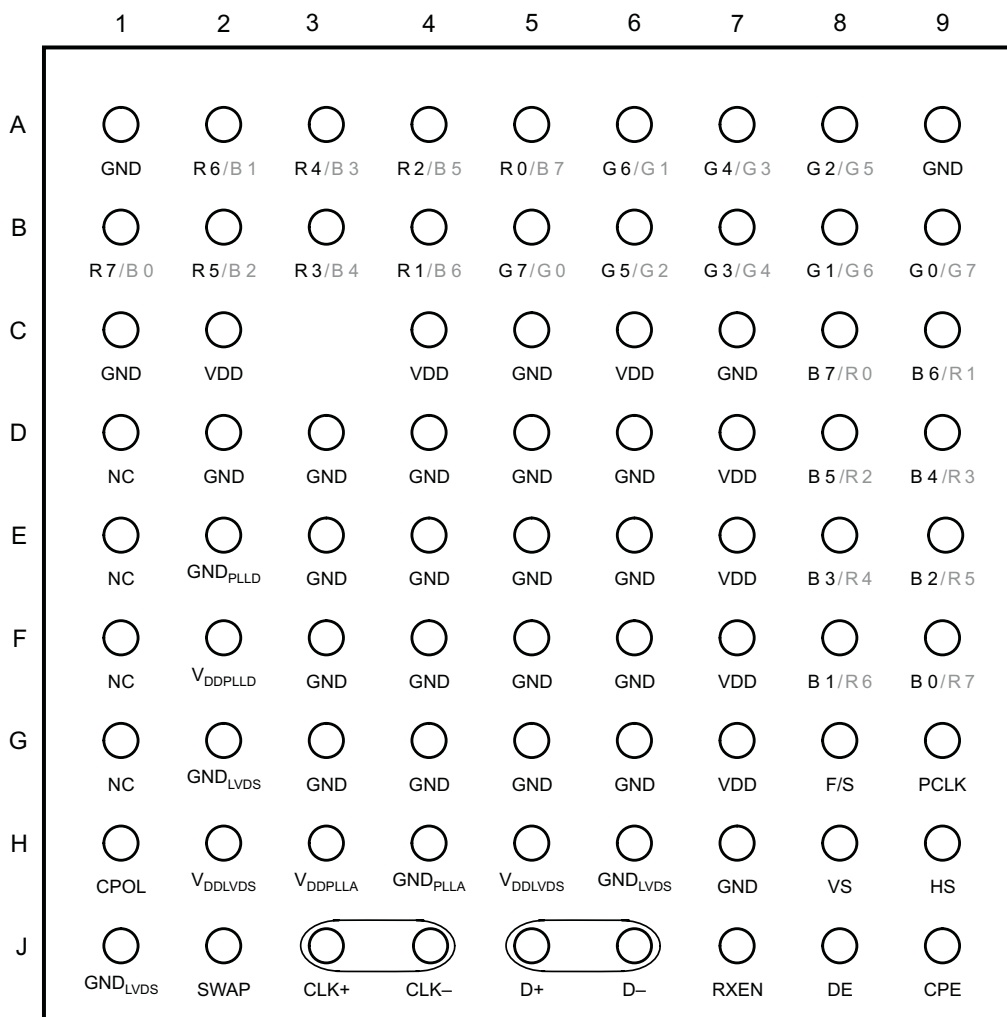 1 2 3 4 5 6 7 8 9
A
GND R6/B1 R4/B3 R2/B5 R0/B7 G6/G1 G4/G3 G2/G5 GND
B
R7/B0 R5/B2 R3/B4 R1/B6 G7/G0 G5/G2 G3/G4 G1/G6 G0/G7
C
GND VDD VDD GND VDD GND B7/R0 B6/R1
D
NC GND GND GND GND GND VDD B5/R2 B4/R3
E
NC GNDPLLD GND GND GND GND VDD B3/R4 B2/R5
F
NC VDDPLLD GND GND GND GND VDD B1/R6 B0/R7
G
NC GNDLVDS GND GND GND GND VDD F/S PCLK
H
CPOL VDDLVDS VDDPLLA GNDPLLA VDDLVDS GNDLVDS GND VS HS
J
GNDLVDS SWAP CLK+ CLK– D+ D– RXEN DE CPE